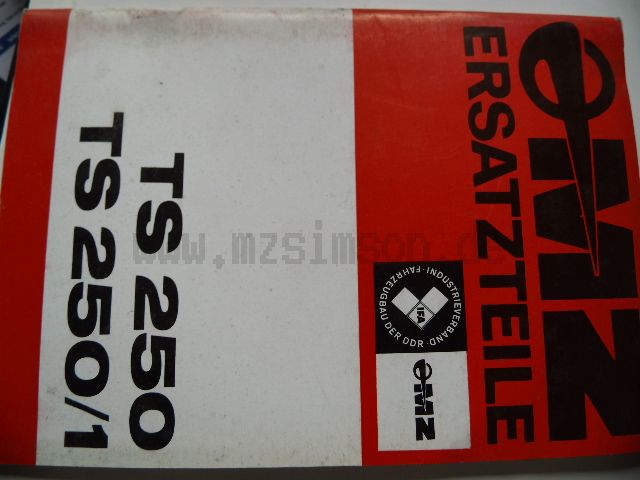 MZ
ERSATZTEILE
INDUSTRIEVERBAND
FAHRZEUGBAU DER DDR
IFA
MZ
TS 250
TS 250/1
www.mzsimson.de